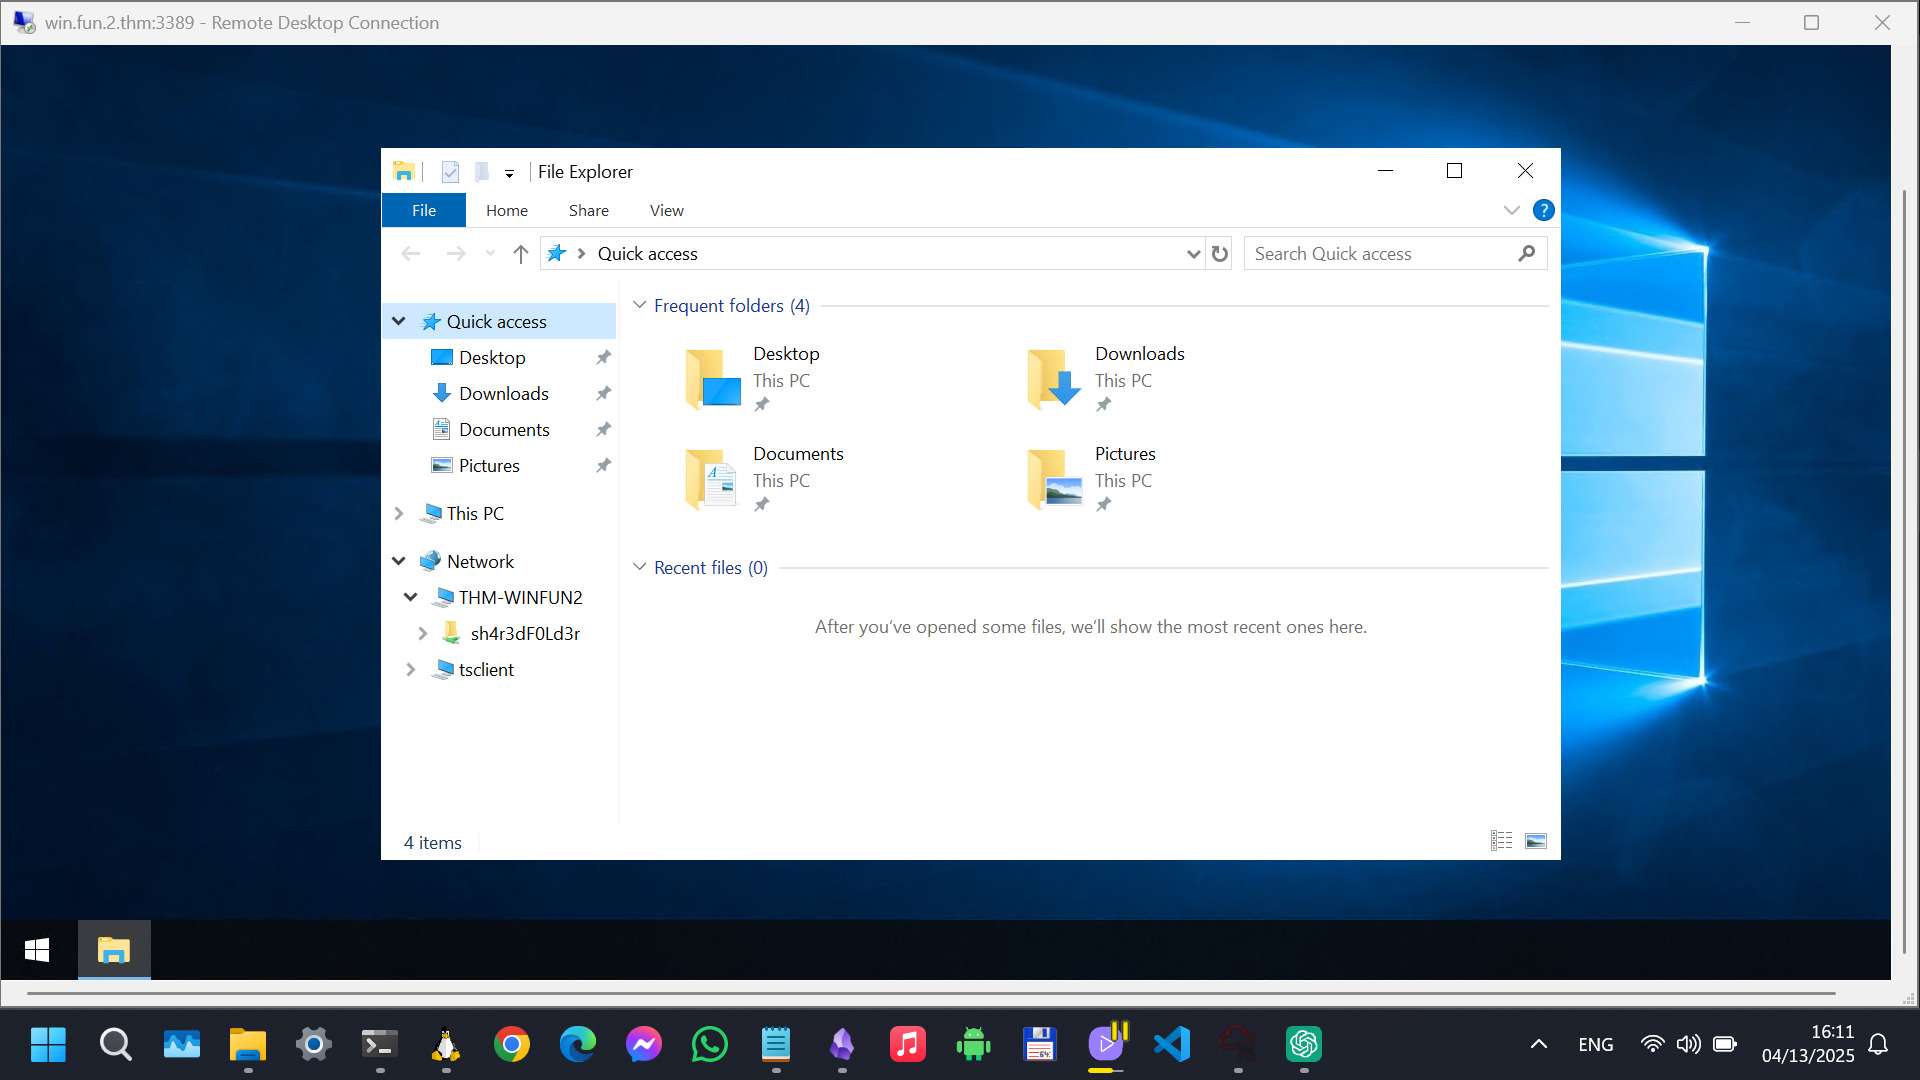 win.fun.2.thm:3389 - Remote Desktop Connection
File Explorer
File Home Share View
?
Quick access
Search Quick access
Quick access
Desktop
Downloads
Documents
Pictures
This PC
Network
THM-WINFUN2
sh4r3dF0Ld3r
tsclient
Frequent folders (4)
Desktop
This PC
Downloads
This PC
Documents
This PC
Pictures
This PC
Recent files (0)
After you've opened some files, we'll show the most recent ones here.
4 items
64
ENG
16:11
04/13/2025